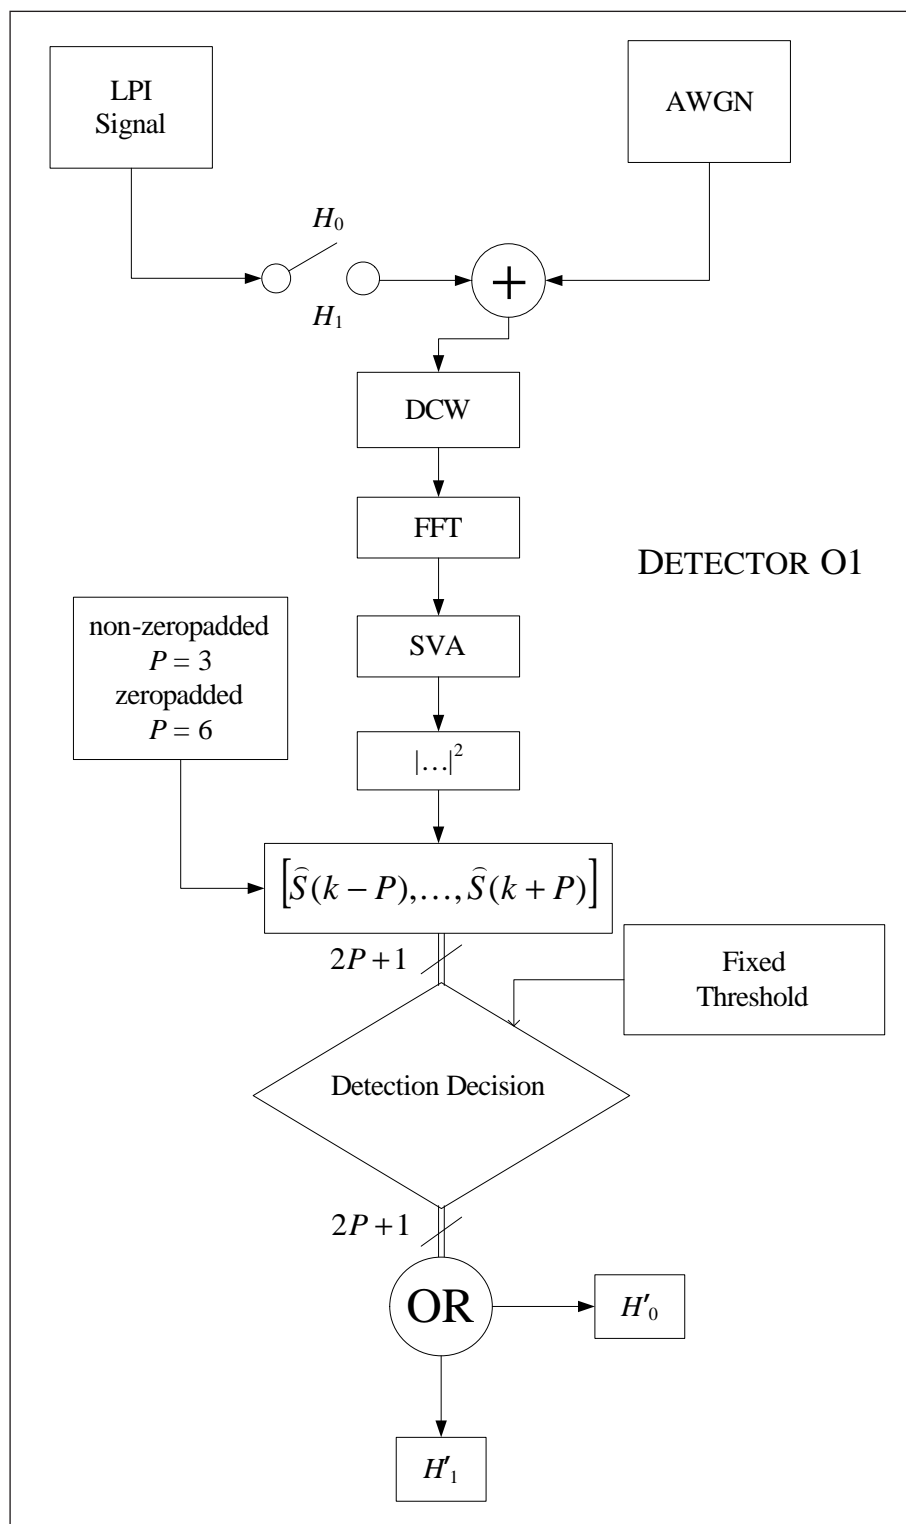 LPI
Signal
AWGN
H₀
H₁
+
DCW
FFT
DETECTOR O1
SVA
non-zeropadded
P = 3
zeropadded
P = 6
|…|²
[Ŝ(k − P),…,Ŝ(k + P)]
2P+1
Fixed
Threshold
Detection Decision
2P+1
OR
H′₀
H′₁